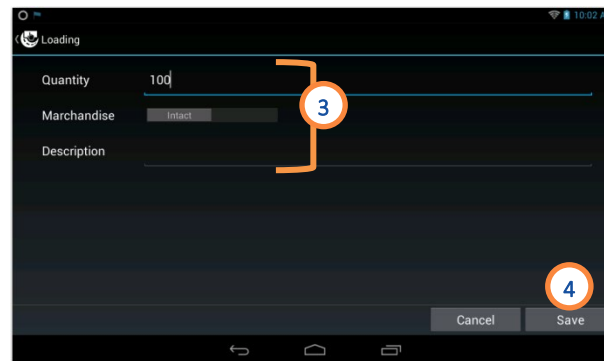 10:02 A
Loading
Quantity 100
3
Marchandise Intact
Description
4
Cancel Save